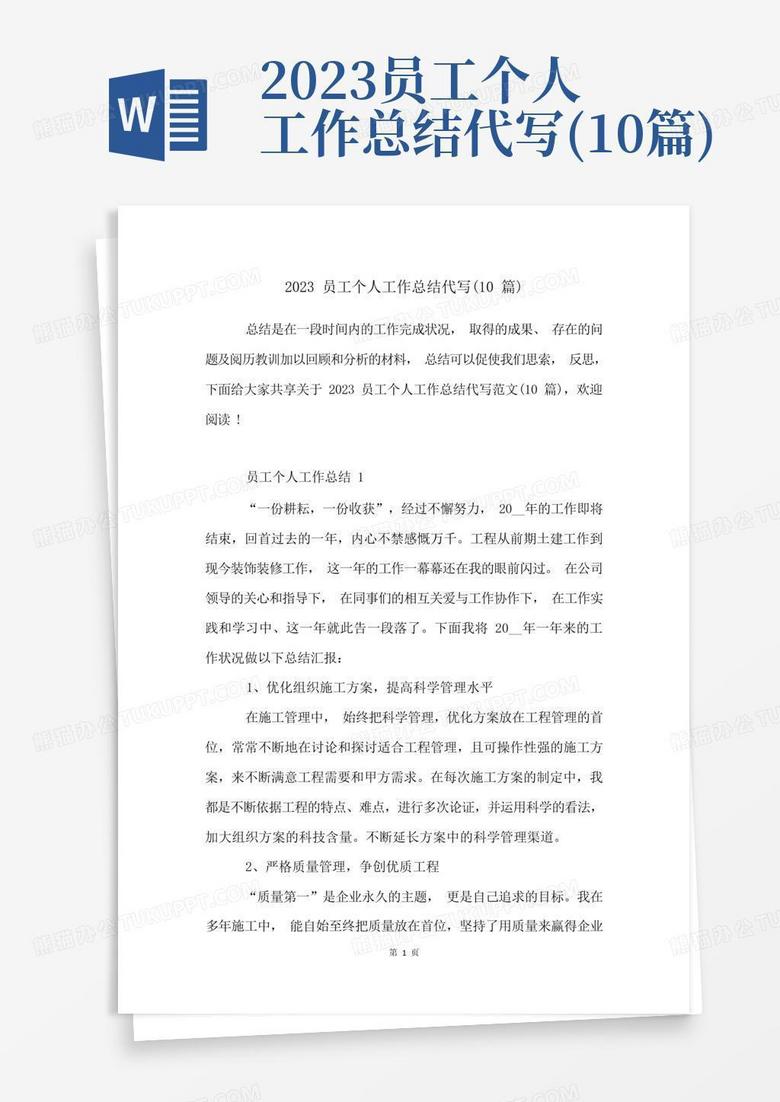 W
2023员工个人
工作总结代写(10篇)
2023 员工个人工作总结代写(10 篇)
总结是在一段时间内的工作完成状况， 取得的成果、 存在的问
题及阅历教训加以回顾和分析的材料， 总结可以促使我们思索， 反思，
下面给大家共享关于 2023 员工个人工作总结代写范文(10 篇)，欢迎
阅读 !
员工个人工作总结 1
“一份耕耘，一份收获”，经过不懈努力， 20__年的工作即将
结束，回首过去的一年，内心不禁感慨万千。工程从前期土建工作到
现今装饰装修工作， 这一年的工作一幕幕还在我的眼前闪过。 在公司
领导的关心和指导下， 在同事们的相互关爱与工作协作下， 在工作实
践和学习中、这一年就此告一段落了。下面我将 20__年一年来的工
作状况做以下总结汇报：
1、优化组织施工方案，提高科学管理水平
在施工管理中， 始终把科学管理，优化方案放在工程管理的首
位，常常不断地在讨论和探讨适合工程管理，且可操作性强的施工方
案，来不断满意工程需要和甲方需求。在每次施工方案的制定中，我
都是不断依据工程的特点、难点，进行多次论证，并运用科学的看法，
加大组织方案的科技含量。不断延长方案中的科学管理渠道。
2、严格质量管理，争创优质工程
“质量第一”是企业永久的主题， 更是自己追求的目标。我在
多年施工中， 能自始至终把质量放在首位，坚持了用质量来赢得企业
第 1 页
熊猫办公 TUKUPPT.COM